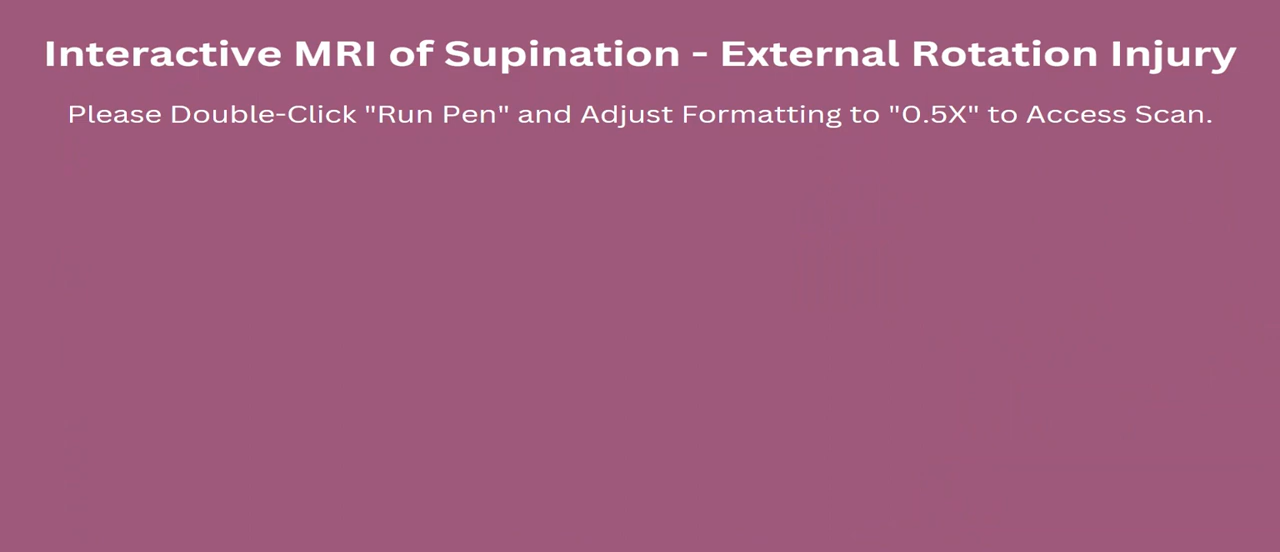 Interactive MRI of Supination - External Rotation Injury
Please Double-Click "Run Pen" and Adjust Formatting to "0.5X" to Access Scan.